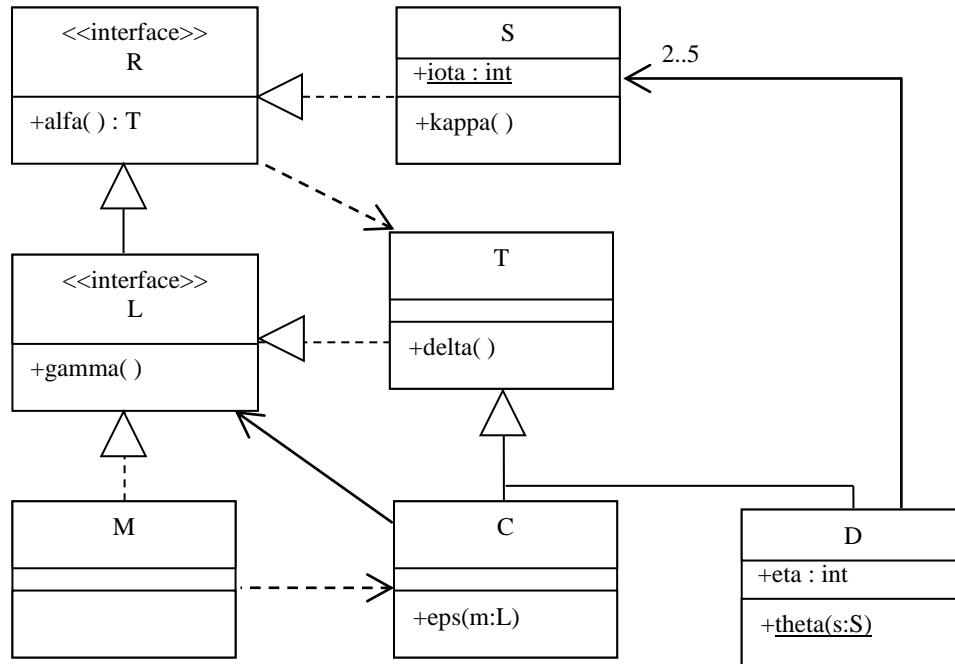 <<interface>>
R
+alfa( ) : T
S
+iota : int
+kappa( )
2..5
<<interface>>
L
+gamma( )
T
+delta( )
M
C
+eps(m:L)
D
+eta : int
+theta(s:S)